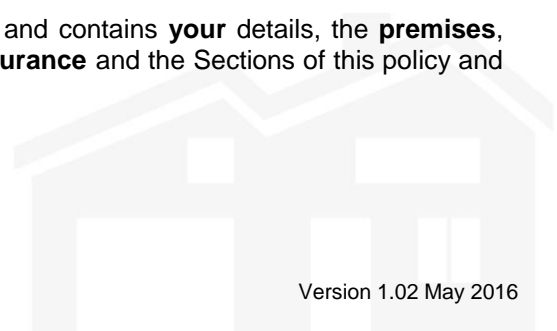 and contains your details, the premises,
urance and the Sections of this policy and
Version 1.02 May 2016